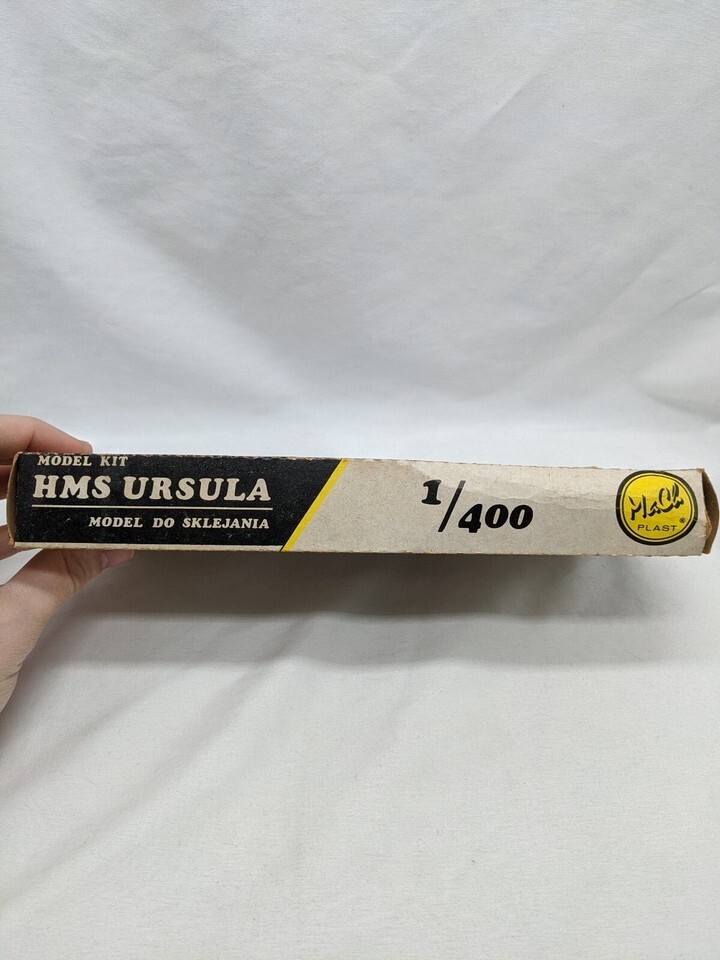 MODEL KIT
HMS URSULA
MODEL DO SKLEJANIA
1/400
MaCh
PLAST®